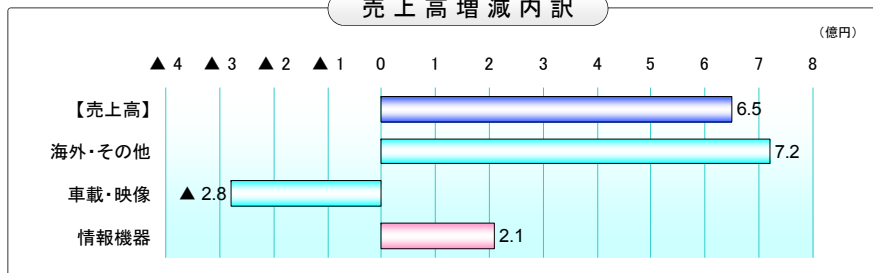 売上高増減内訳
（億円）
▲ 4 ▲ 3 ▲ 2 ▲ 1 0 1 2 3 4 5 6 7 8
【売上高】 6.5
海外・その他 7.2
車載・映像 ▲ 2.8
情報機器 2.1